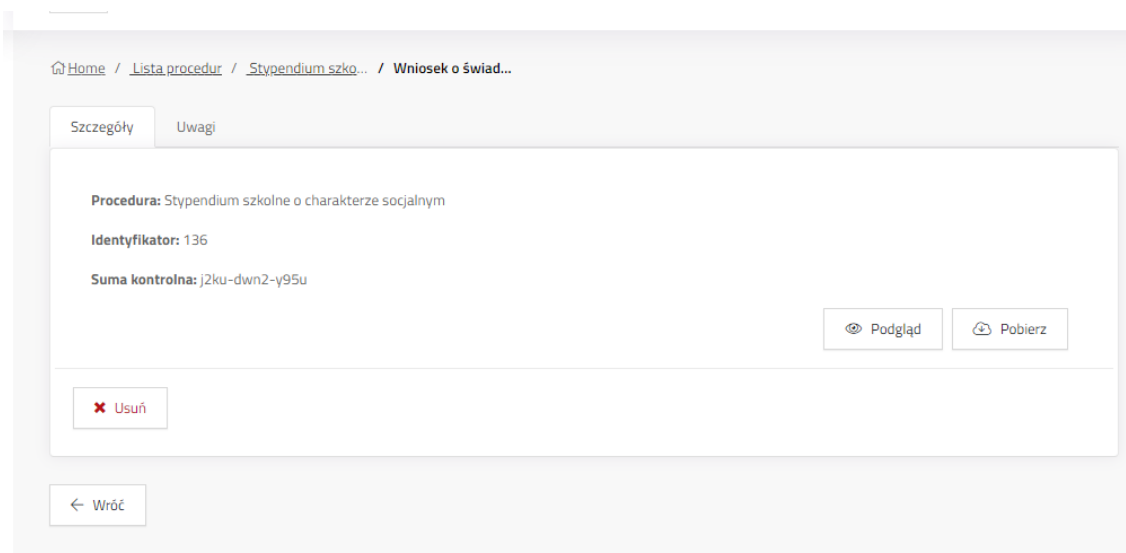 Home / Lista procedur / Stypendium szko... / Wniosek o świad...
Szczegóły Uwagi
Procedura: Stypendium szkolne o charakterze socjalnym
Identyfikator: 136
Suma kontrolna: j2ku-dwn2-y95u
Podgląd Pobierz
Usuń
Wróć